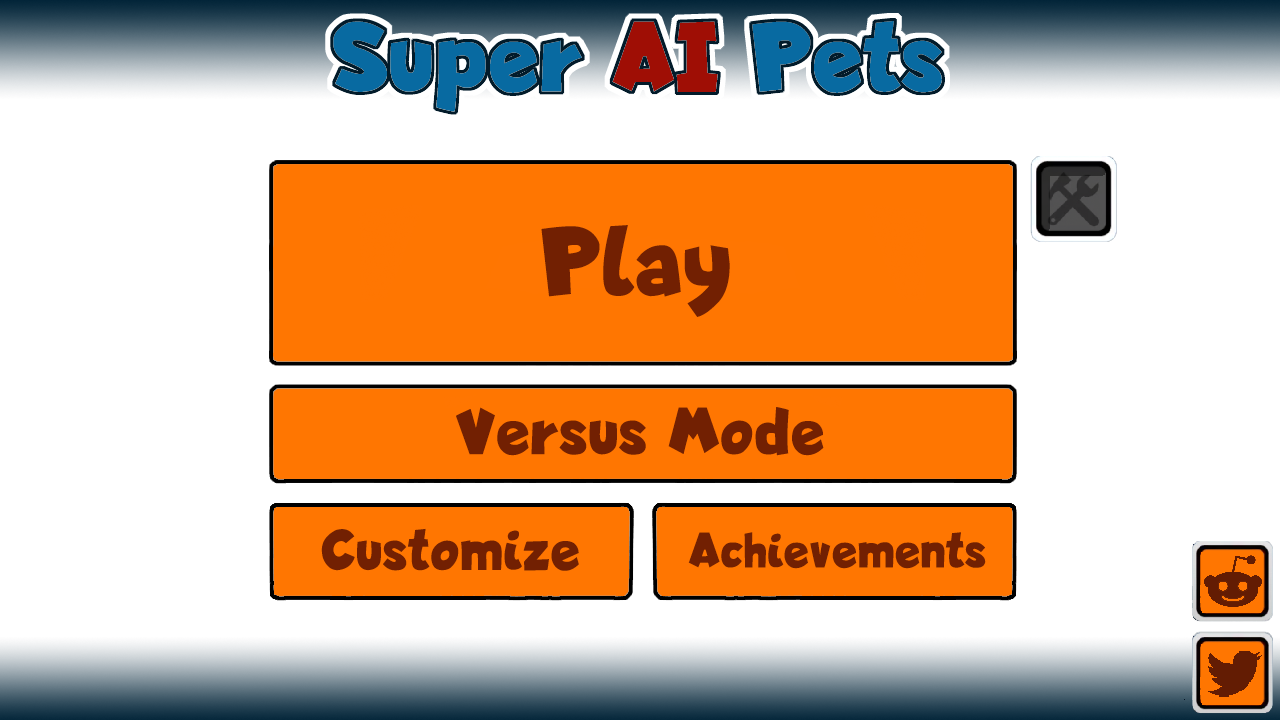 Super AI Pets
Play
Versus Mode
Customize
Achievements